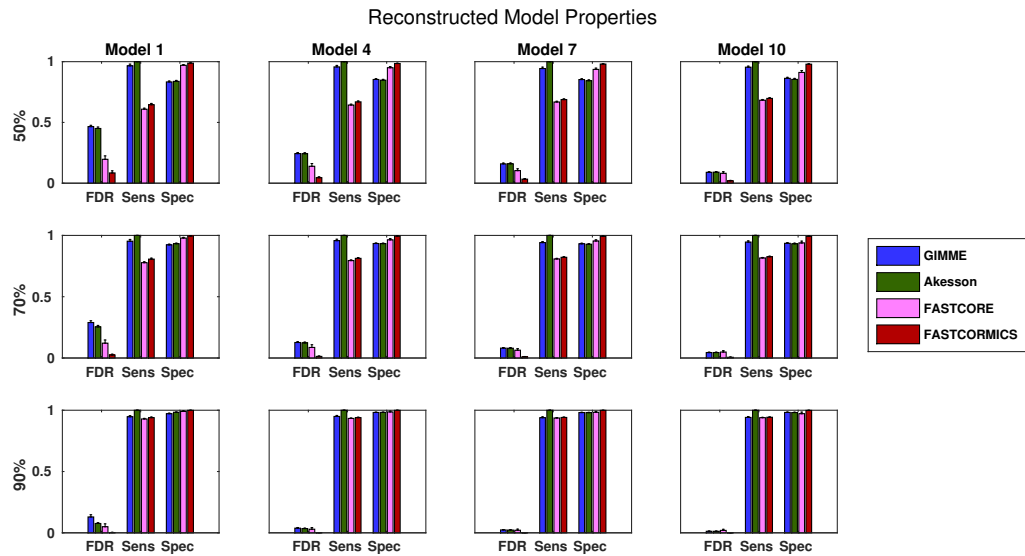 Reconstructed Model Properties
Model 1 Model 4 Model 7 Model 10
50%
1
0.5
0
FDR Sens Spec FDR Sens Spec FDR Sens Spec FDR Sens Spec
70%
1
0.5
0
FDR Sens Spec FDR Sens Spec FDR Sens Spec FDR Sens Spec
GIMME
Akesson
FASTCORE
FASTCORMICS
90%
1
0.5
0
FDR Sens Spec FDR Sens Spec FDR Sens Spec FDR Sens Spec